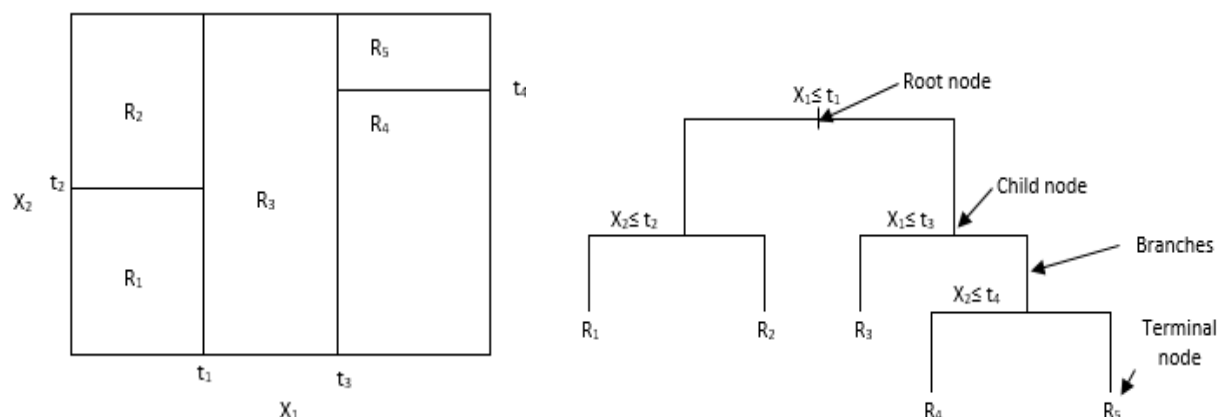 R₅
t₄
R₂
R₄
t₂
X₂
R₃
R₁
t₁
t₃
X₁
Root node
X₁≤ t₁
Child node
X₂≤ t₂
X₁≤ t₃
Branches
X₂≤ t₄
R₁
R₂
R₃
Terminal
node
R₄
R₅